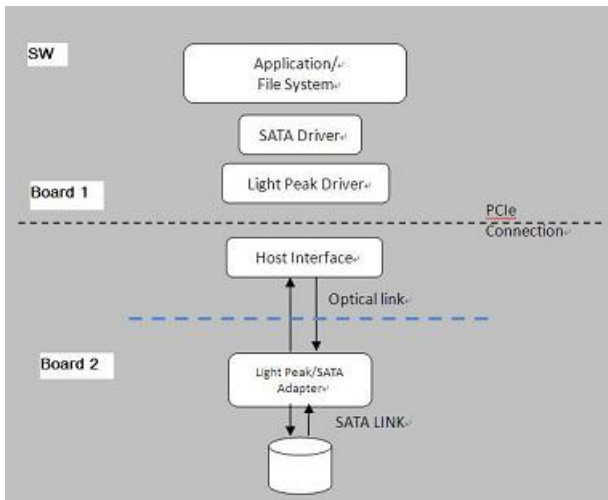 SW
Application/
File System
SATA Driver
Board 1
Light Peak Driver
PCIe
Connection
Host Interface
Optical link
Board 2
Light Peak/SATA
Adapter
SATA LINK